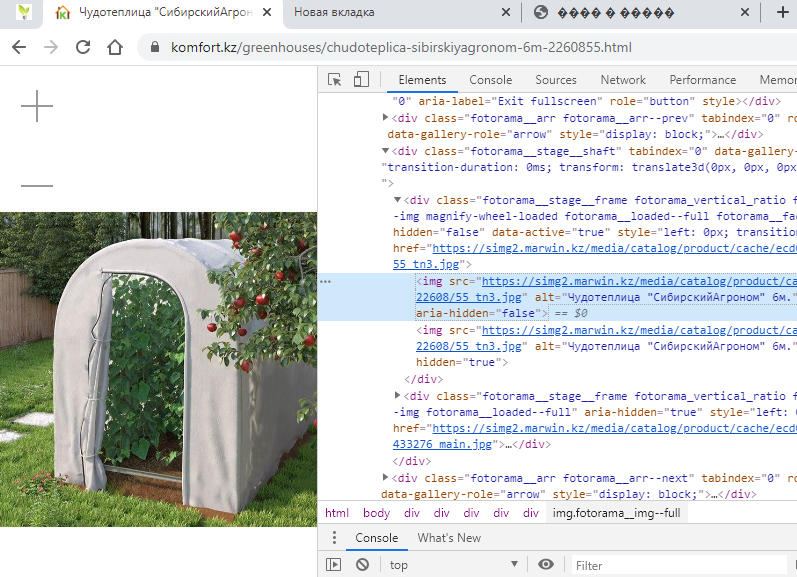 Чудотеплица "СибирскийАгрон
Новая вкладка
���� � �����
komfort.kz/greenhouses/chudoteplica-sibirskiyagronom-6m-2260855.html
Elements Console Sources Network Performance Memor
"0" aria-label="Exit fullscreen" role="button" style></div>
<div class="fotorama__arr fotorama__arr--prev" tabindex="0" ro
data-gallery-role="arrow" style="display: block;">…</div>
<div class="fotorama__stage__shaft" tabindex="0" data-gallery-
"transition-duration: 0ms; transform: translate3d(0px, 0px, 0px
">
<div class="fotorama__stage__frame fotorama_vertical_ratio f
-img magnify-wheel-loaded fotorama__loaded--full fotorama__fa
hidden="false" data-active="true" style="left: 0px; transiti
href="https://simg2.marwin.kz/media/catalog/product/cache/ecd
55_tn3.jpg">
<img src="https://simg2.marwin.kz/media/catalog/product/ca
22608/55_tn3.jpg" alt="Чудотеплица "СибирскийАгроном" 6м."
aria-hidden="false"> == $0
<img src="https://simg2.marwin.kz/media/catalog/product/ca
22608/55_tn3.jpg" alt="Чудотеплица "СибирскийАгроном" 6м."
hidden="true">
</div>
<div class="fotorama__stage__frame fotorama_vertical_ratio f
-img fotorama__loaded--full" aria-hidden="true" style="left: 
href="https://simg2.marwin.kz/media/catalog/product/cache/ecd
433276_main.jpg">…</div>
</div>
<div class="fotorama__arr fotorama__arr--next" tabindex="0" ro
data-gallery-role="arrow" style="display: block;">…</div>
html body div div div div div img.fotorama__img--full
Console What's New
top Filter